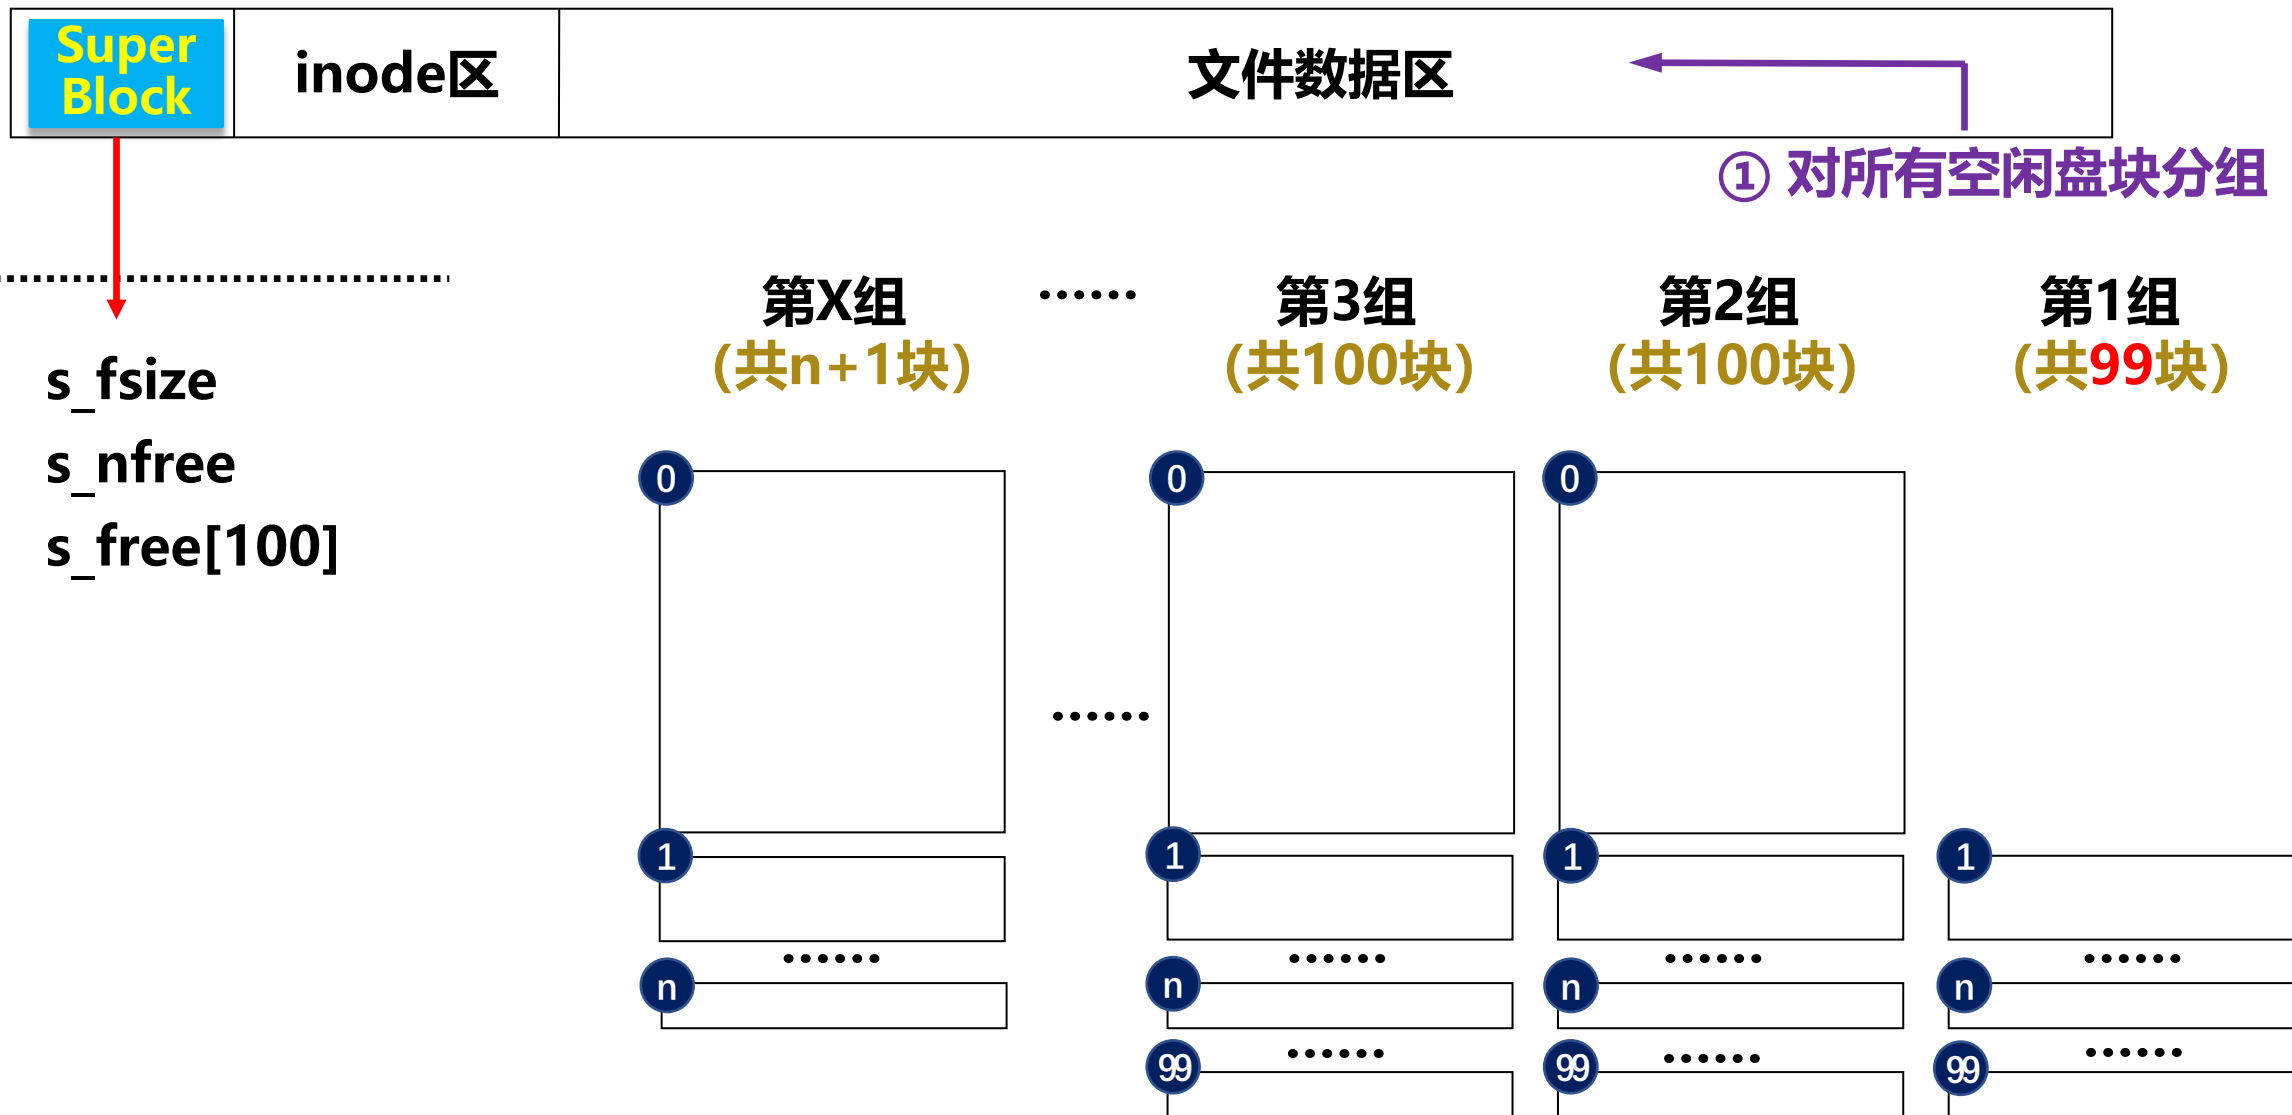 Super
Block
inode区
文件数据区
① 对所有空闲盘块分组
s_fsize
s_nfree
s_free[100]
第X组
(共n+1块)
......
第3组
(共100块)
第2组
(共100块)
第1组
(共99块)
0
0
0
......
1
1
1
1
......
......
......
......
n
n
n
n
......
......
......
99
99
99